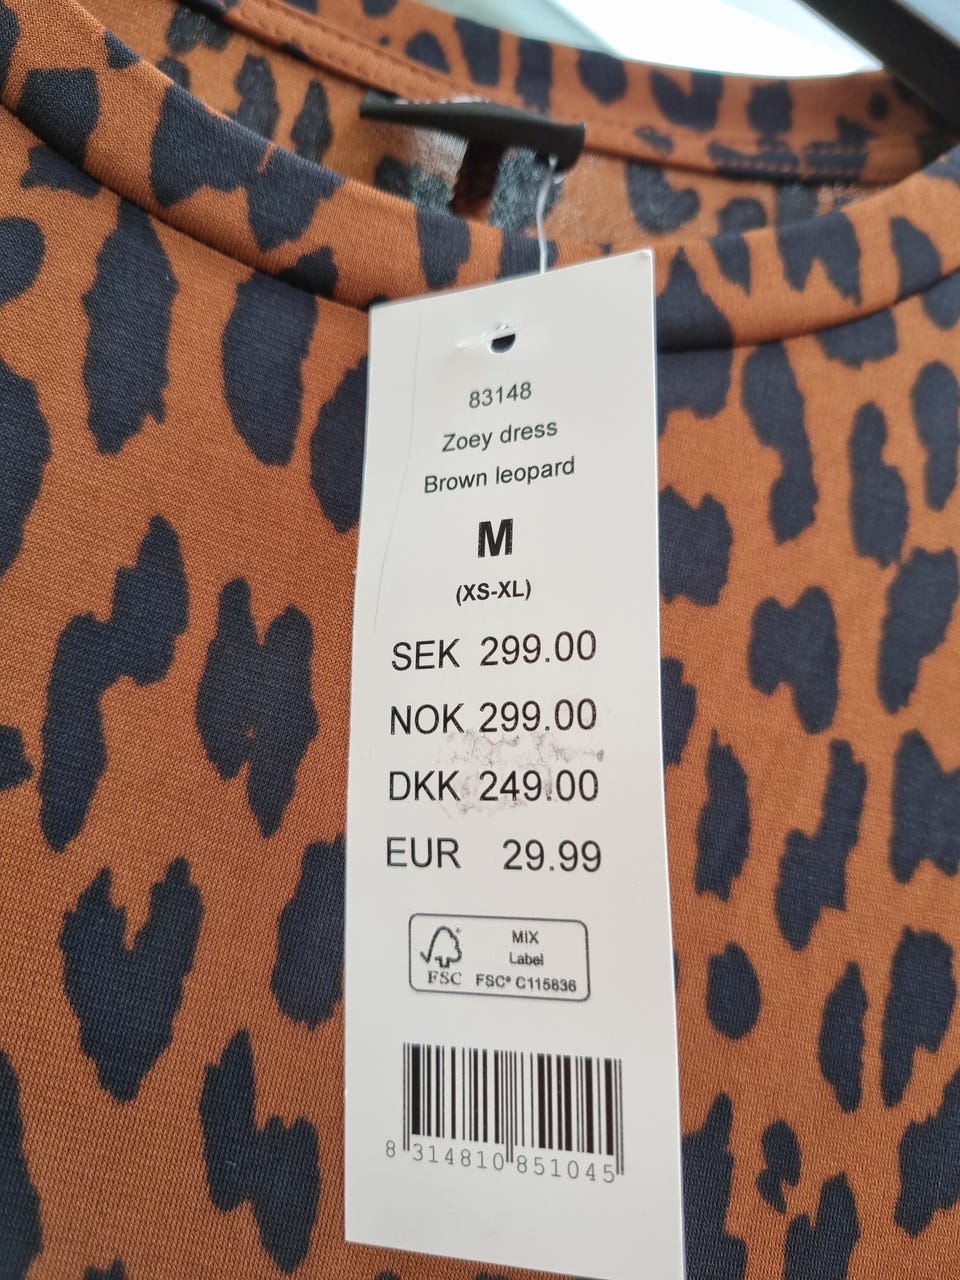 83148
Zoey dress
Brown leopard
M
(XS-XL)
SEK 299.00
NOK 299.00
DKK 249.00
EUR 29.99
MIX
Label
FSC FSC® C115836
8 314810 851045